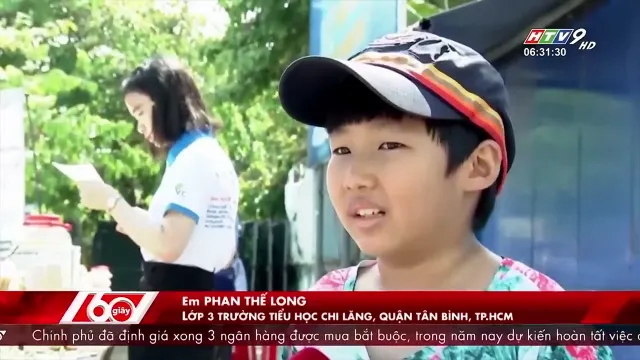 HTV9 HD
06:31:30
Em PHAN THẾ LONG
LỚP 3 TRƯỜNG TIỂU HỌC CHI LĂNG, QUẬN TÂN BÌNH, TP.HCM
60 giây
Chính phủ đã định giá xong 3 ngân hàng được mua bắt buộc, trong năm nay dự kiến hoàn tất việc